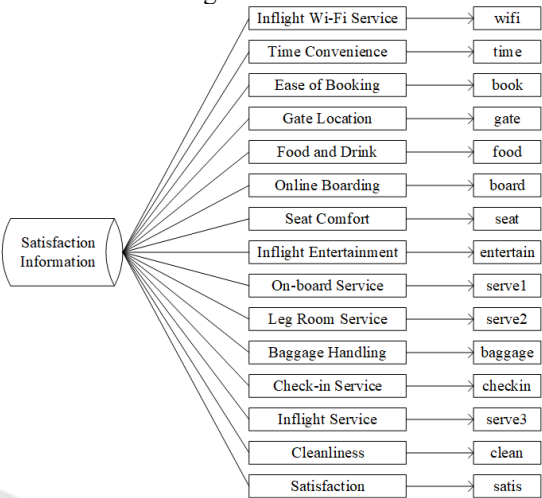 Inflight Wi-Fi Service wifi
Time Convenience time
Ease of Booking book
Gate Location gate
Food and Drink food
Online Boarding board
Seat Comfort seat
Satisfaction
Information
Inflight Entertainment entertain
On-board Service serve1
Leg Room Service serve2
Baggage Handling baggage
Check-in Service checkin
Inflight Service serve3
Cleanliness clean
Satisfaction satis